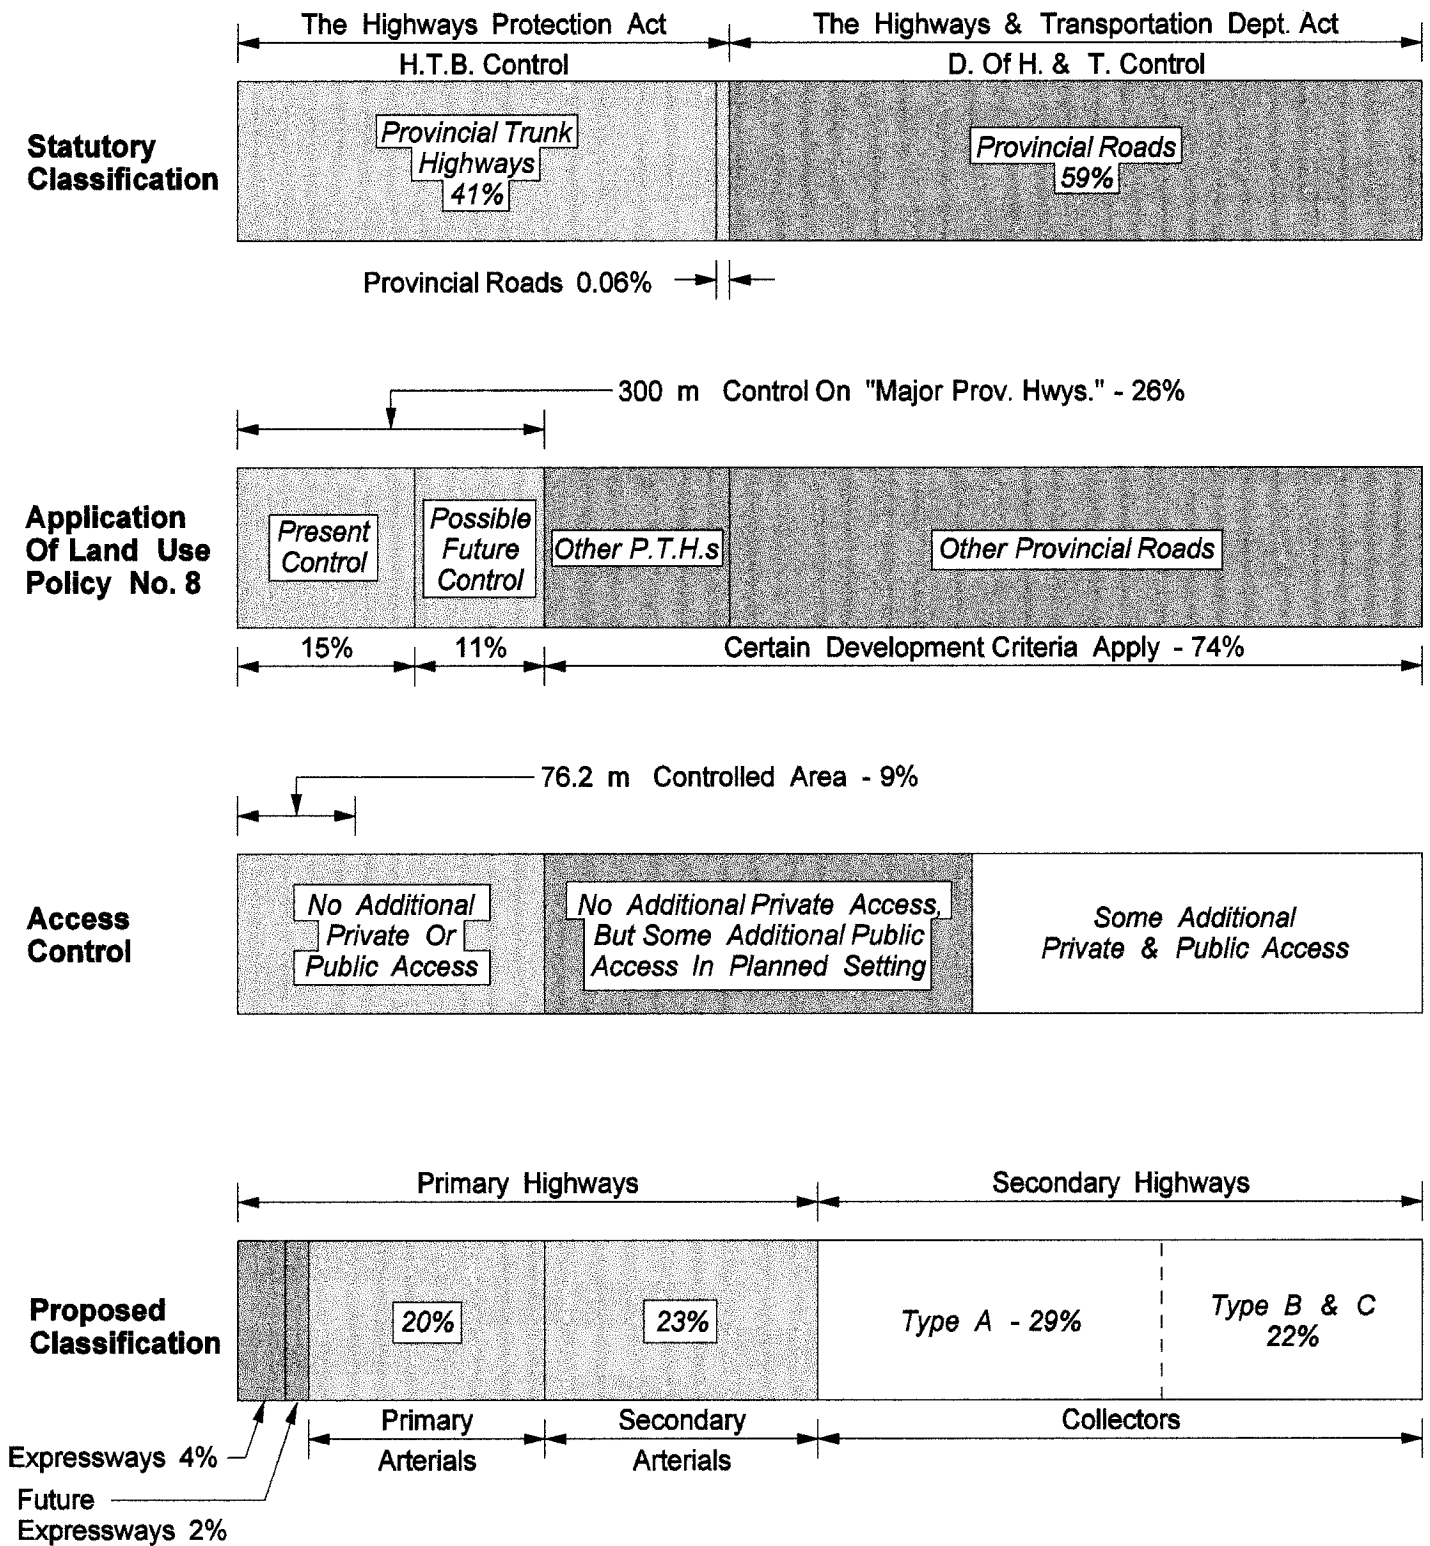 The Highways Protection Act
The Highways & Transportation Dept. Act
H.T.B. Control
D. Of H. & T. Control
Statutory
Classification
Provincial Trunk
Highways
41%
Provincial Roads
59%
Provincial Roads 0.06%
300 m Control On "Major Prov. Hwys." - 26%
Application
Of Land Use
Policy No. 8
Present
Control
Possible
Future
Control
Other P.T.H.s
Other Provincial Roads
15%
11%
Certain Development Criteria Apply - 74%
76.2 m Controlled Area - 9%
Access
Control
No Additional
Private Or
Public Access
No Additional Private Access,
But Some Additional Public
Access In Planned Setting
Some Additional
Private & Public Access
Primary Highways
Secondary Highways
Proposed
Classification
20%
23%
Type A - 29%
Type B & C
22%
Primary
Arterials
Secondary
Arterials
Collectors
Expressways 4%
Future
Expressways 2%